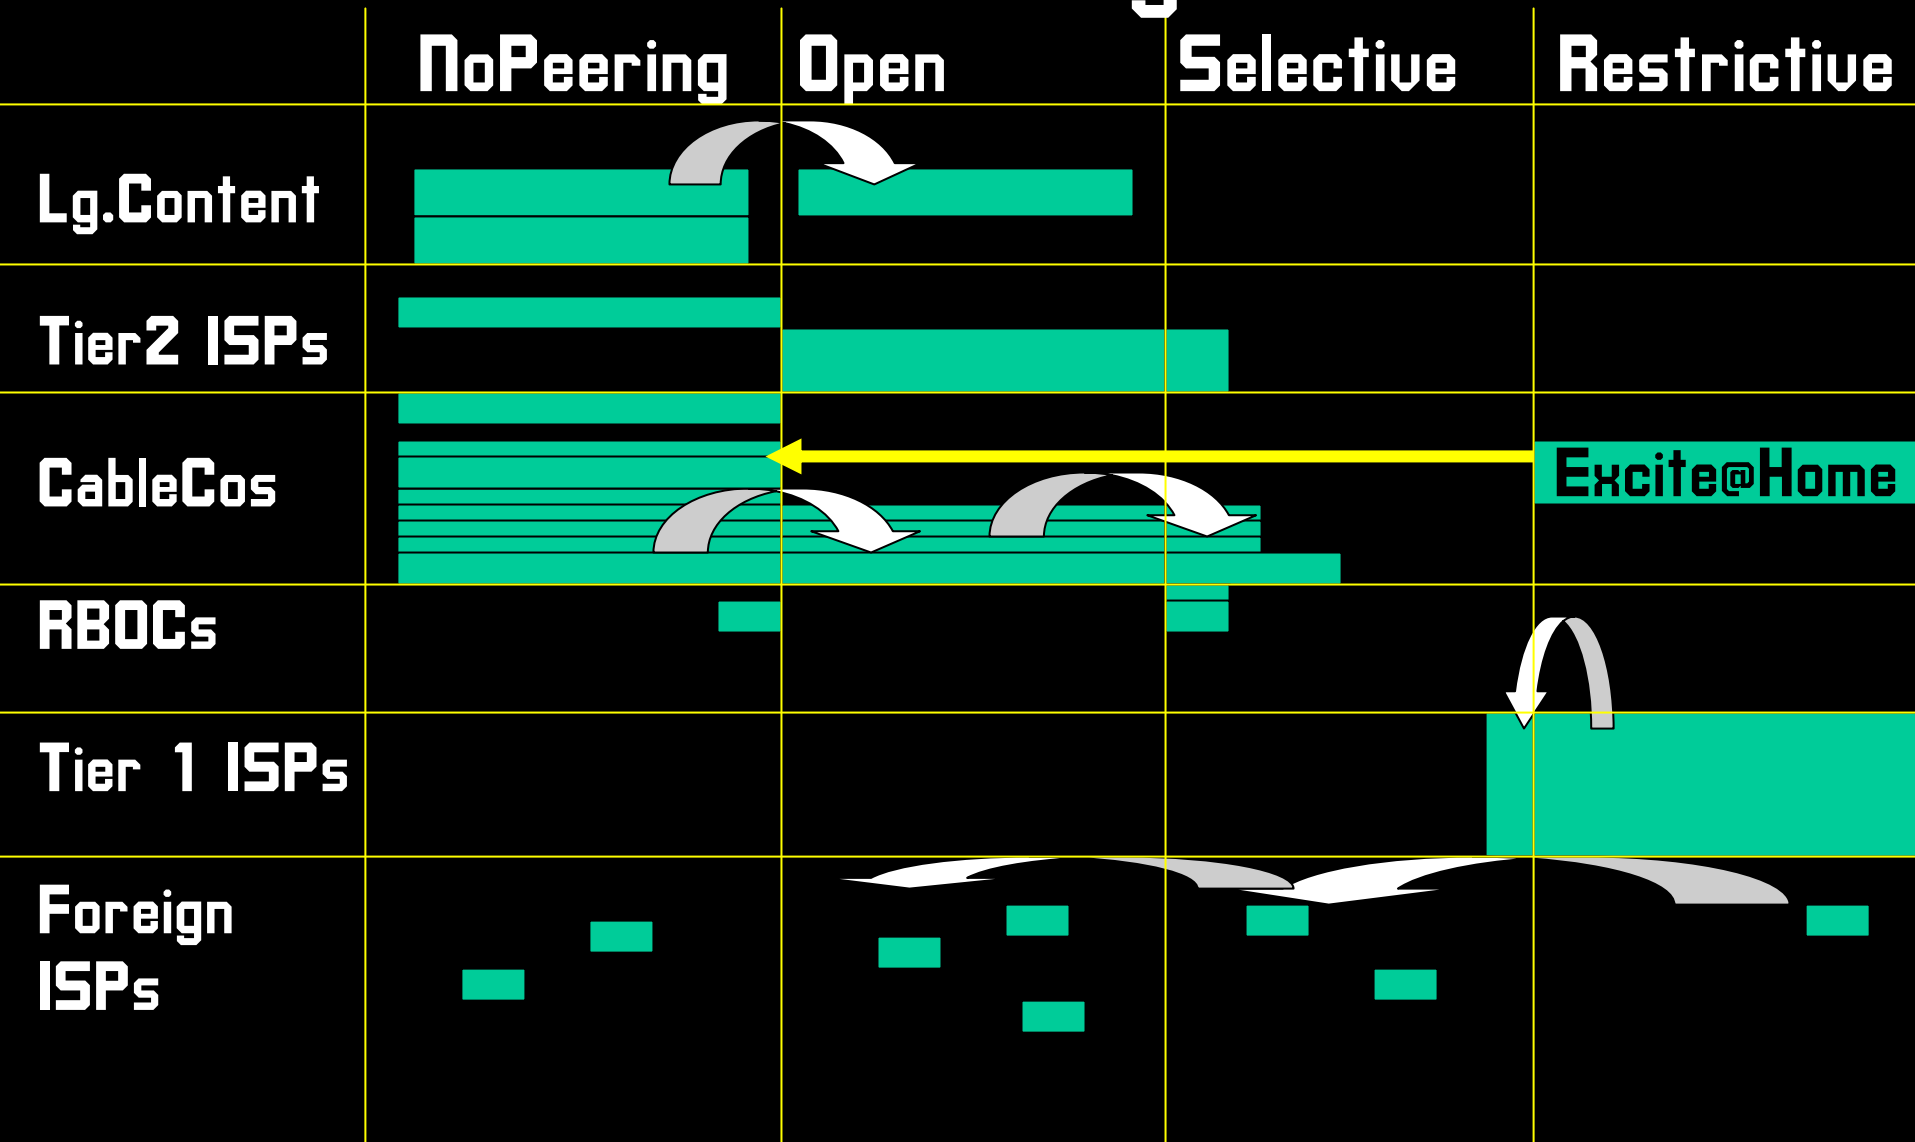 NoPeering Open Selective Restrictive
Lg.Content
Tier2 ISPs
CableCos Excite@Home
RBOCs
Tier 1 ISPs
Foreign
ISPs